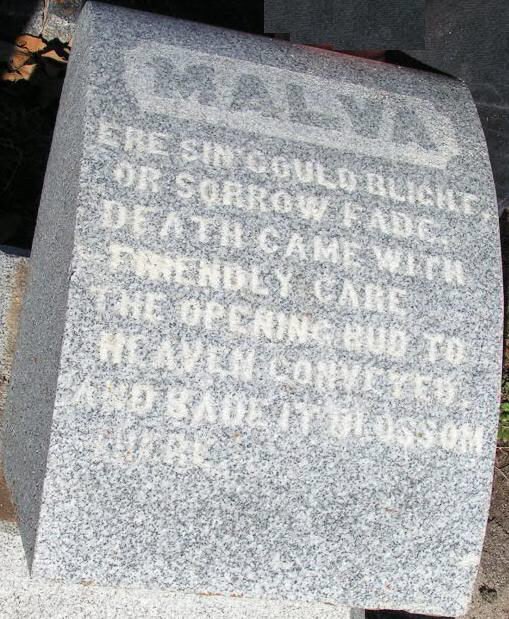 MALVA
ERE SIN COULD BLIGHT,
OR SORROW FADE
DEATH CAME WITH
FRIENDLY CARE
THE OPENING BUD TO
HEAVEN CONVEYED,
AND BADE IT BLOSSOM
THERE.